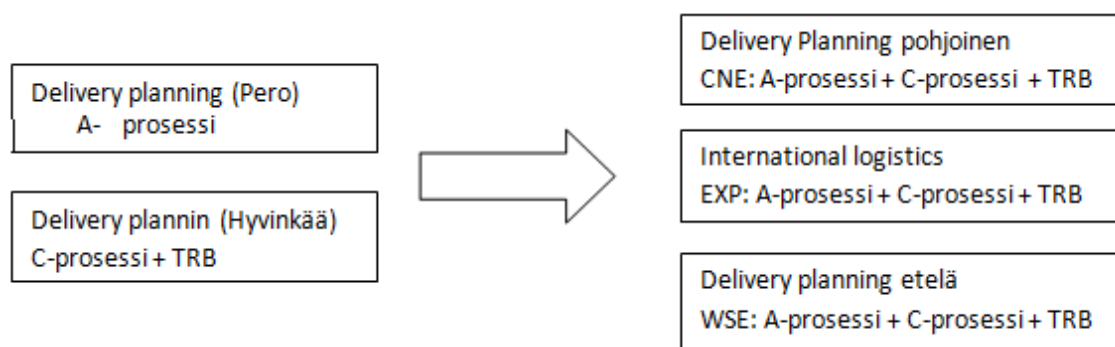 Delivery planning (Pero)
A- prosessi
Delivery plannin (Hyvinkää)
C-prosessi + TRB
Delivery Planning pohjoinen
CNE: A-prosessi + C-prosessi + TRB
International logistics
EXP: A-prosessi + C-prosessi + TRB
Delivery planning etelä
WSE: A-prosessi + C-prosessi + TRB